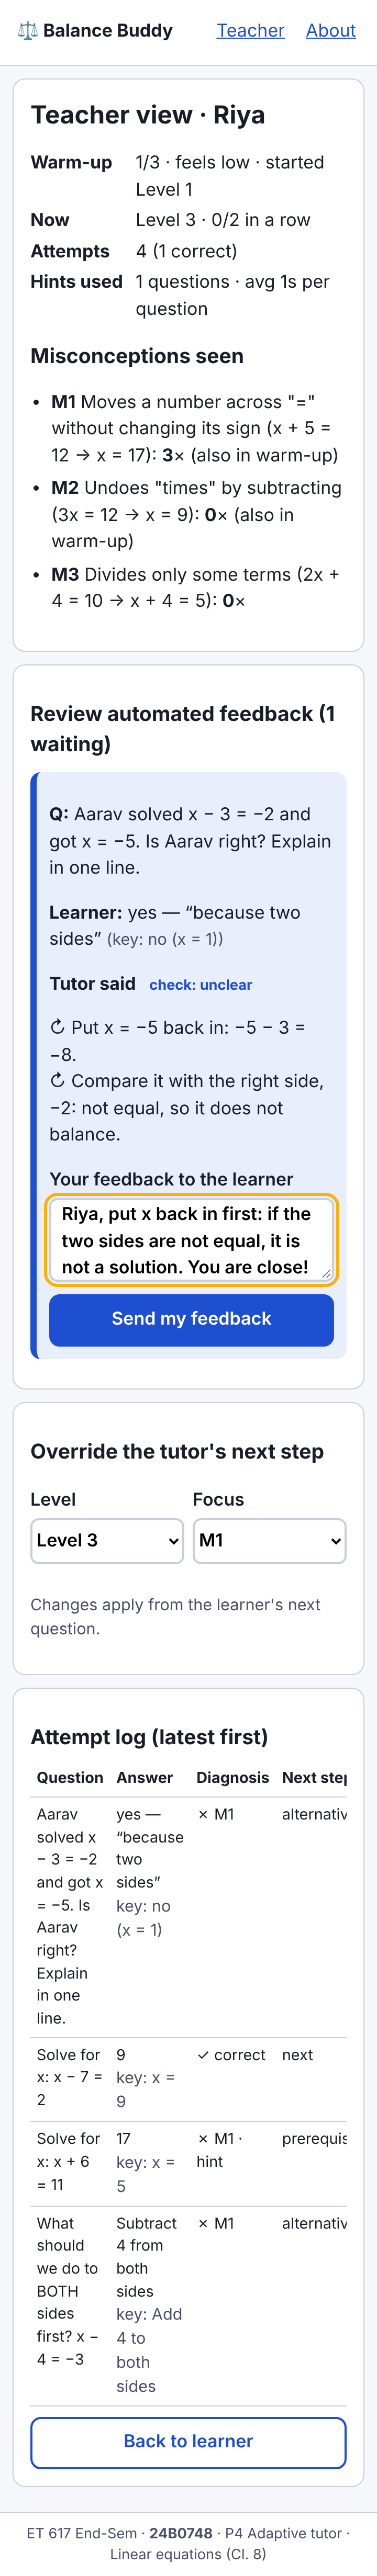 ⚖️ Balance Buddy Teacher About
Teacher view · Riya
Warm-up 1/3 · feels low · started
Level 1
Now Level 3 · 0/2 in a row
Attempts 4 (1 correct)
Hints used 1 questions · avg 1s per
question
Misconceptions seen
• M1 Moves a number across "="
without changing its sign (x + 5 =
12 → x = 17): 3× (also in warm-up)
• M2 Undoes "times" by subtracting
(3x = 12 → x = 9): 0× (also in
warm-up)
• M3 Divides only some terms (2x +
4 = 10 → x + 4 = 5): 0×
Review automated feedback (1
waiting)
Q: Aarav solved x − 3 = −2 and
got x = −5. Is Aarav right? Explain
in one line.
Learner: yes — “because two
sides” (key: no (x = 1))
Tutor said check: unclear
↻ Put x = −5 back in: −5 − 3 =
−8.
↻ Compare it with the right side,
−2: not equal, so it does not
balance.
Your feedback to the learner
Riya, put x back in first: if the
two sides are not equal, it is
not a solution. You are close!
Send my feedback
Override the tutor's next step
Level Focus
Level 3 M1
Changes apply from the learner's next
question.
Attempt log (latest first)
Question Answer Diagnosis Next step
Aarav yes — × M1 alternativ
solved x “because
− 3 = −2 two
and got x sides”
= −5. Is key: no
Aarav (x = 1)
right?
Explain
in one
line.
Solve for 9 ✓ correct next
x: x − 7 = key: x =
2 9
Solve for 17 × M1 · prerequis
x: x + 6 key: x = hint
= 11 5
What Subtract × M1 alternativ
should 4 from
we do to both
BOTH sides
sides key: Add
first? x − 4 to
4 = −3 both
sides
Back to learner
ET 617 End-Sem · 24B0748 · P4 Adaptive tutor ·
Linear equations (Cl. 8)